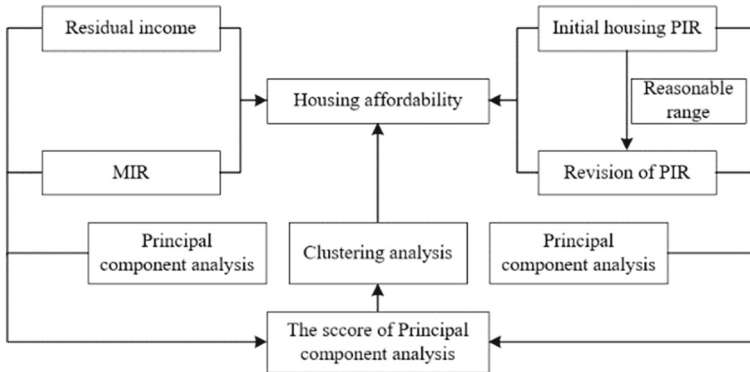 Residual income
Initial housing PIR
Housing affordability
Reasonable
range
MIR
Revision of PIR
Principal
component analysis
Clustering analysis
Principal
component analysis
The sccore of Principal
component analysis